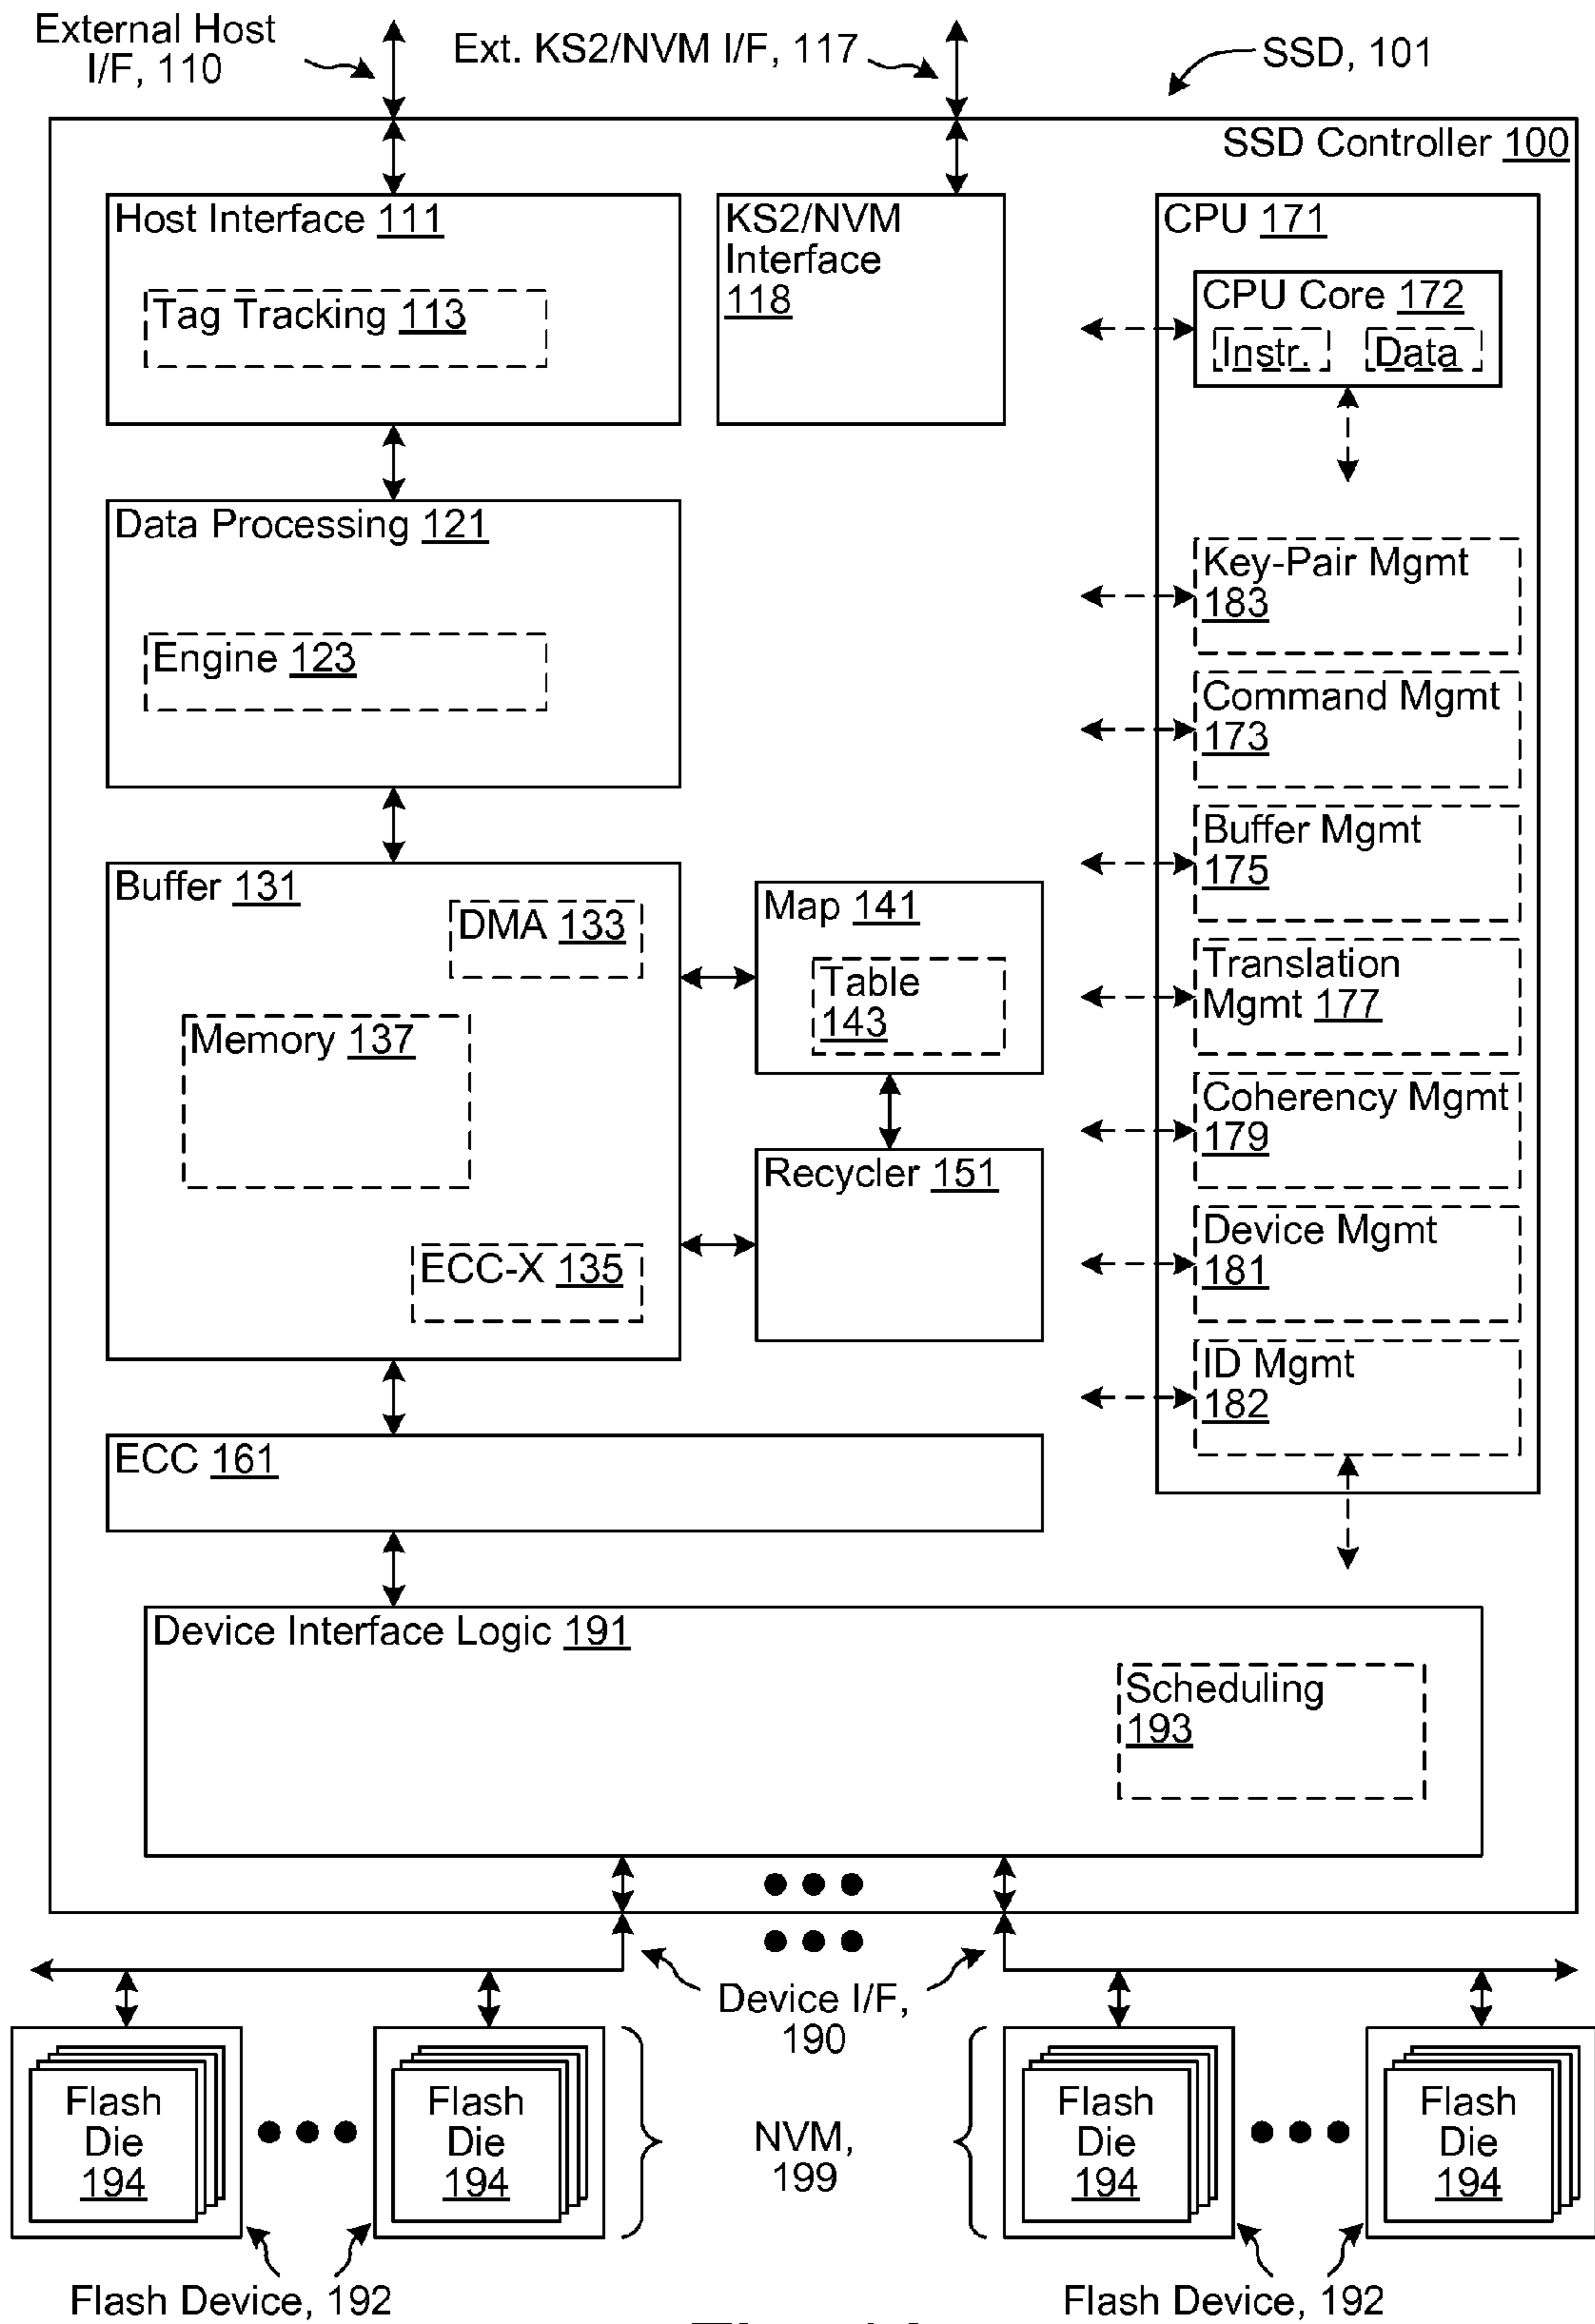 External Host
I/F, 110
Ext. KS2/NVM I/F, 117
SSD, 101
SSD Controller 100
Host Interface 111
Tag Tracking 113
KS2/NVM
Interface
118
CPU 171
CPU Core 172
Instr.
Data
Data Processing 121
Engine 123
Key-Pair Mgmt
183
Command Mgmt
173
Buffer Mgmt
175
Translation
Mgmt 177
Coherency Mgmt
179
Device Mgmt
181
ID Mgmt
182
Buffer 131
DMA 133
Memory 137
ECC-X 135
Map 141
Table
143
Recycler 151
ECC 161
Device Interface Logic 191
Scheduling
193
Device I/F,
190
Flash
Die
194
Flash
Die
194
NVM,
199
Flash
Die
194
Flash
Die
194
Flash Device, 192
Flash Device, 192